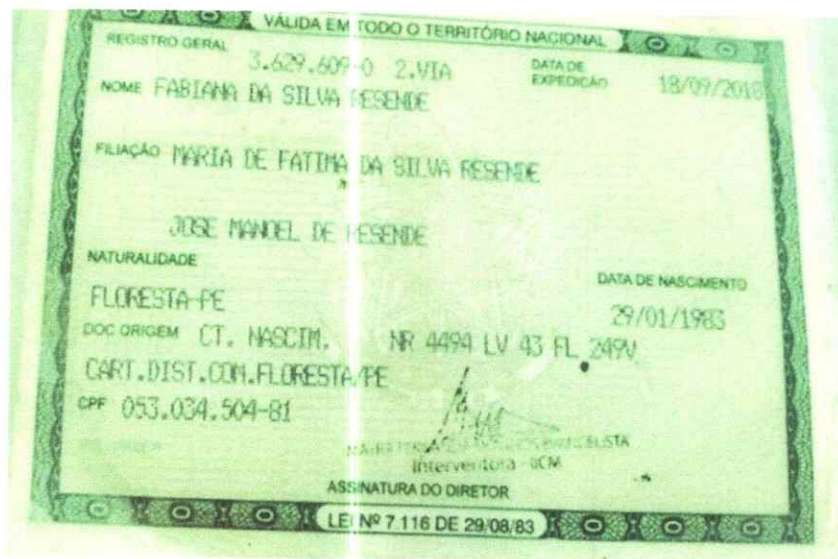 VÁLIDA EM TODO O TERRITÓRIO NACIONAL
REGISTRO GERAL 3.629.609-0 2.VIA DATA DE EXPEDIÇÃO 18/09/2018
NOME FABIANA DA SILVA RESENDE
FILIAÇÃO MARIA DE FATIMA DA SILVA RESENDE
JOSE MANOEL DE RESENDE
NATURALIDADE DATA DE NASCIMENTO
FLORESTA-PE 29/01/1983
DOC ORIGEM CT. NASCIM. NR 4494 LV 43 FL 249V
CART.DIST.COM.FLORESTA/PE
CPF 053.034.504-81
Interventora - IICM
ASSINATURA DO DIRETOR
LEI Nº 7.116 DE 29/08/83